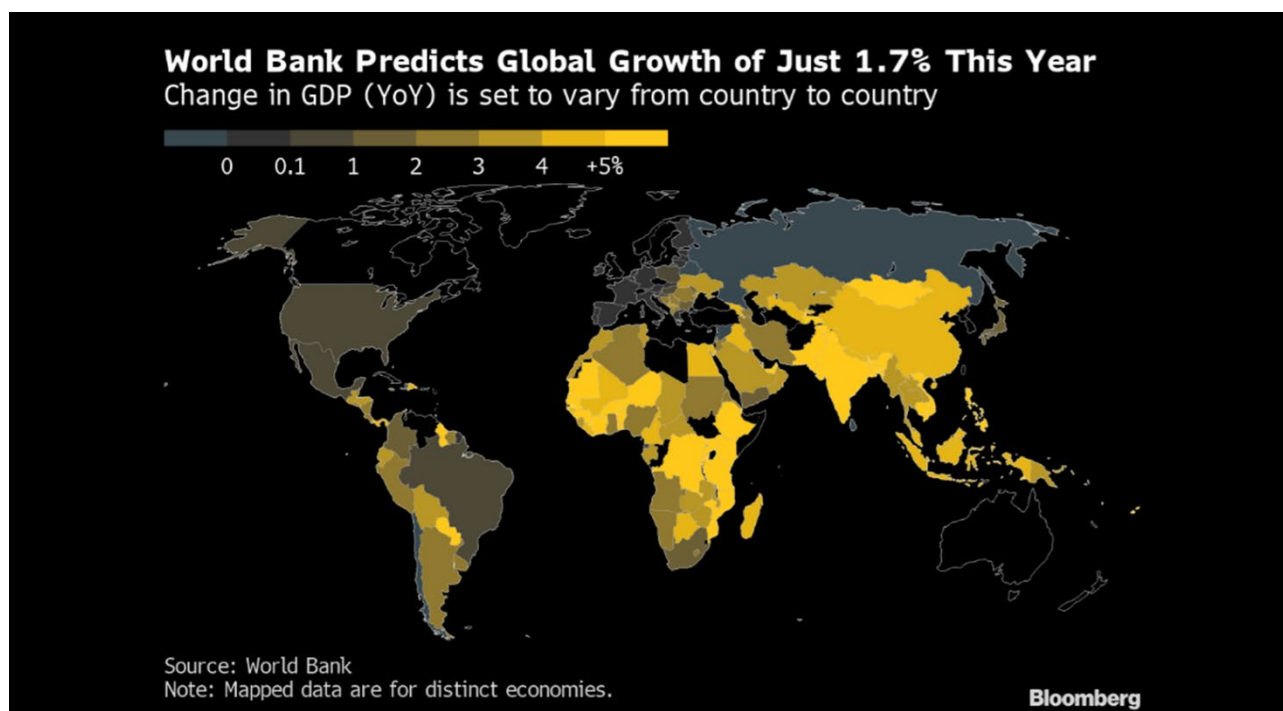 World Bank Predicts Global Growth of Just 1.7% This Year
Change in GDP (YoY) is set to vary from country to country
0 0.1 1 2 3 4 +5%
Source: World Bank
Note: Mapped data are for distinct economies.
Bloomberg